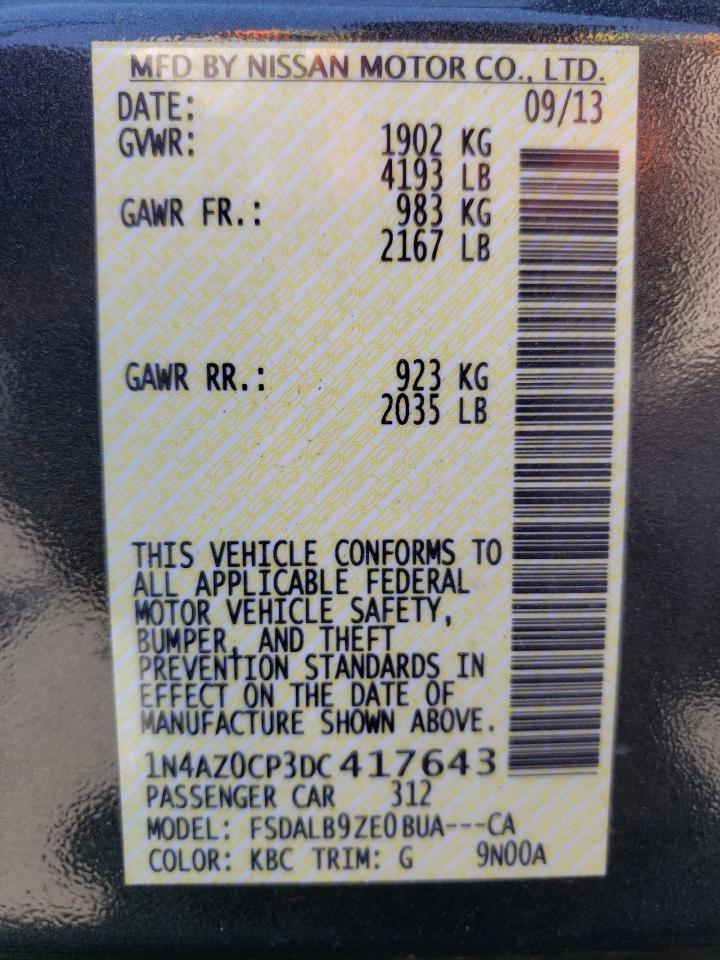 MFD BY NISSAN MOTOR CO., LTD.
DATE: 09/13
GVWR: 1902 KG
4193 LB
GAWR FR.: 983 KG
2167 LB
GAWR RR.: 923 KG
2035 LB
THIS VEHICLE CONFORMS TO
ALL APPLICABLE FEDERAL
MOTOR VEHICLE SAFETY,
BUMPER, AND THEFT
PREVENTION STANDARDS IN
EFFECT ON THE DATE OF
MANUFACTURE SHOWN ABOVE.
1N4AZ0CP3DC417643
PASSENGER CAR 312
MODEL: FSDALB9ZE0BUA---CA
COLOR: KBC TRIM: G 9N00A